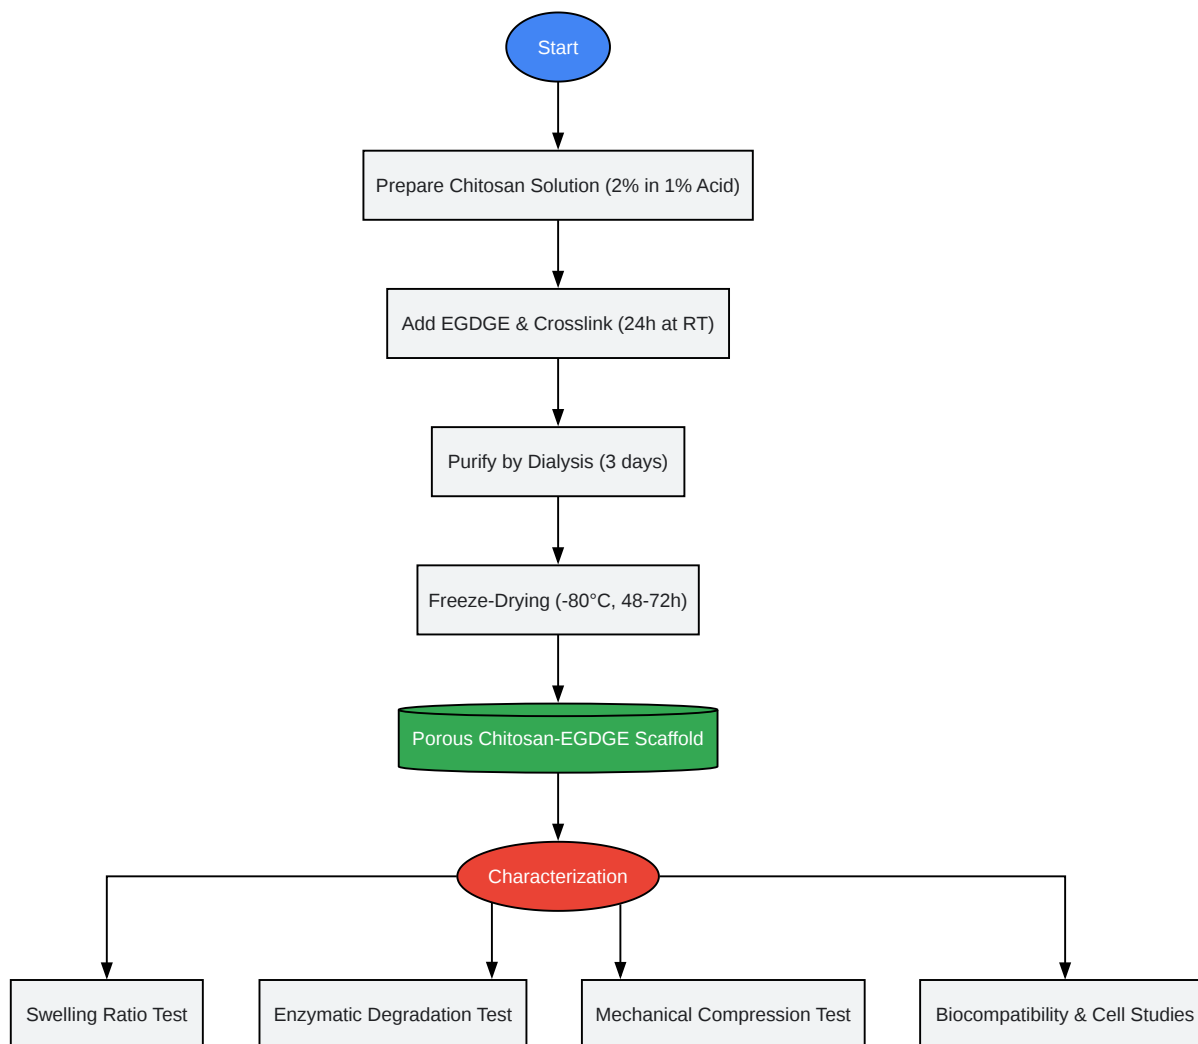 Start
Prepare Chitosan Solution (2% in 1% Acid)
Add EGDGE & Crosslink (24h at RT)
Purify by Dialysis (3 days)
Freeze-Drying (-80°C, 48-72h)
Porous Chitosan-EGDGE Scaffold
Characterization
Swelling Ratio Test
Enzymatic Degradation Test
Mechanical Compression Test
Biocompatibility & Cell Studies